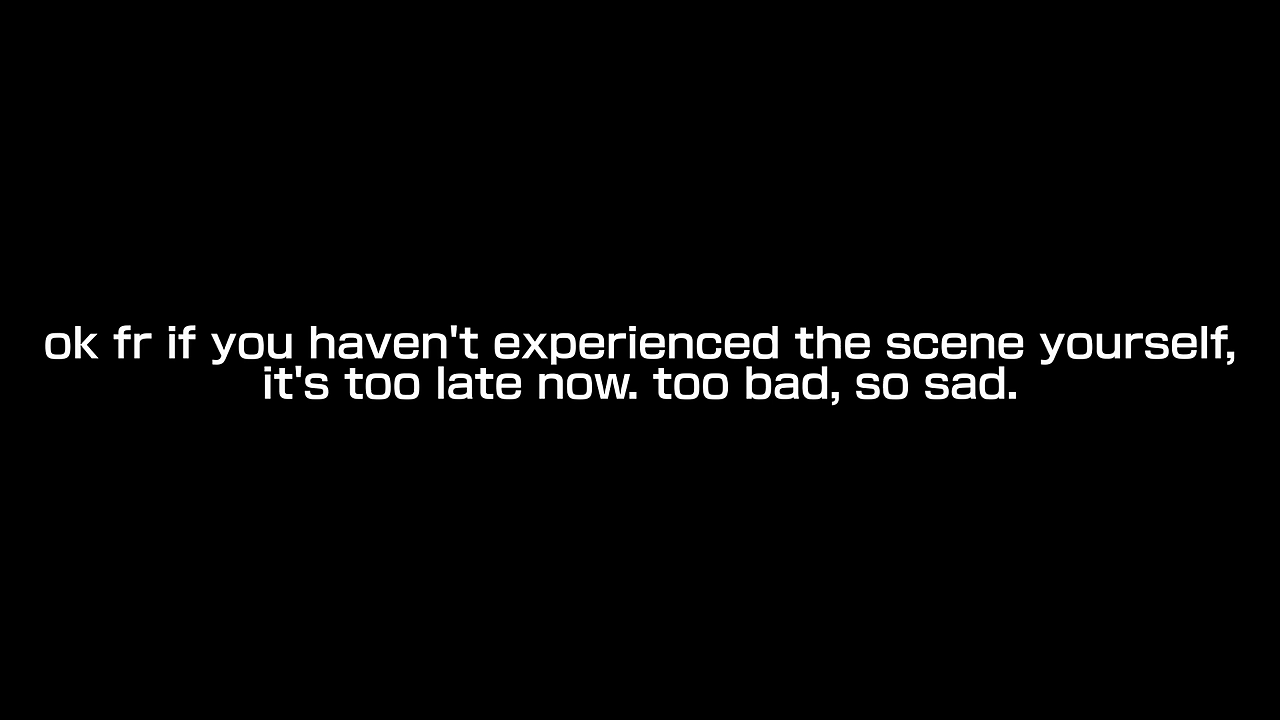 ok fr if you haven't experienced the scene yourself,
it's too late now. too bad, so sad.